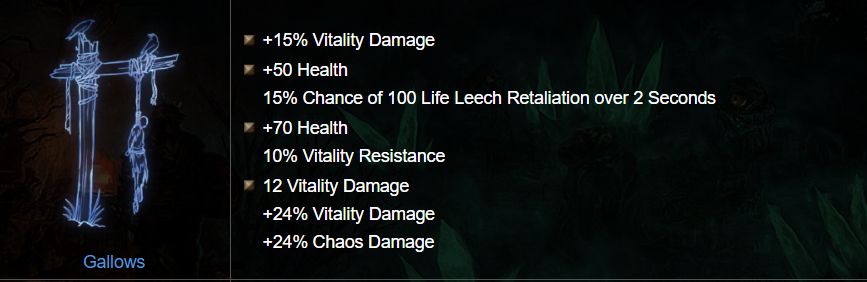 +15% Vitality Damage
+50 Health
15% Chance of 100 Life Leech Retaliation over 2 Seconds
+70 Health
10% Vitality Resistance
12 Vitality Damage
+24% Vitality Damage
+24% Chaos Damage
Gallows